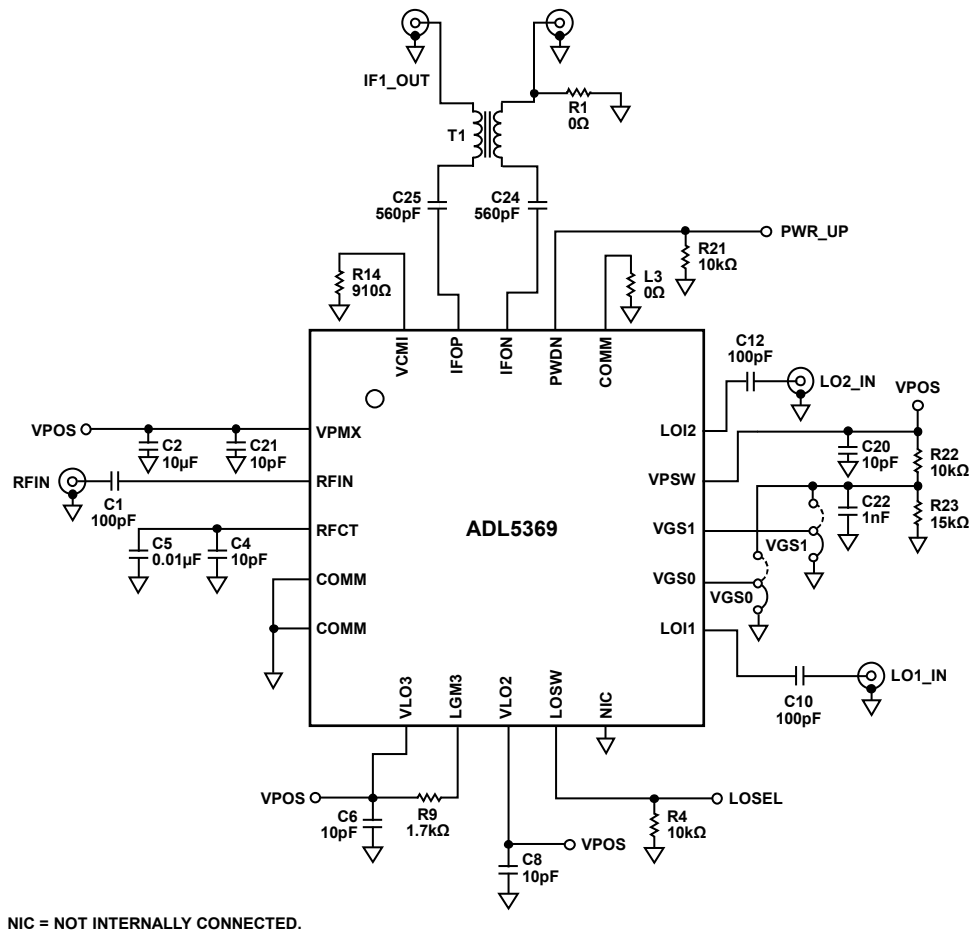 IF1_OUT
T1
R1
0Ω
C25
560pF
C24
560pF
PWR_UP
R21
10kΩ
R14
910Ω
L3
0Ω
VCMI
IFOP
IFON
PWDN
COMM
C12
100pF
LO2_IN
VPOS
VPOS
C2
10µF
C21
10pF
VPMX
LOI2
C20
10pF
R22
10kΩ
RFIN
C1
100pF
RFIN
VPSW
C22
1nF
R23
15kΩ
C5
0.01µF
C4
10pF
RFCT
ADL5369
VGS1
VGS1
COMM
VGS0
VGS0
COMM
LOI1
LO1_IN
C10
100pF
VLO3
LGM3
VLO2
LOSW
NIC
VPOS
C6
10pF
R9
1.7kΩ
LOSEL
R4
10kΩ
VPOS
C8
10pF
NIC = NOT INTERNALLY CONNECTED.